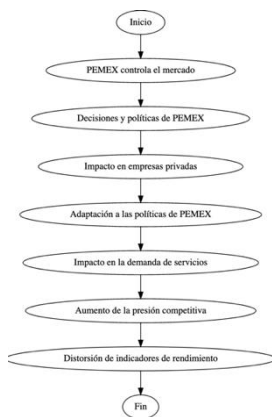 Inicio
PEMEX controla el mercado
Decisiones y políticas de PEMEX
Impacto en empresas privadas
Adaptación a las políticas de PEMEX
Impacto en la demanda de servicios
Aumento de la presión competitiva
Distorsión de indicadores de rendimiento
Fin